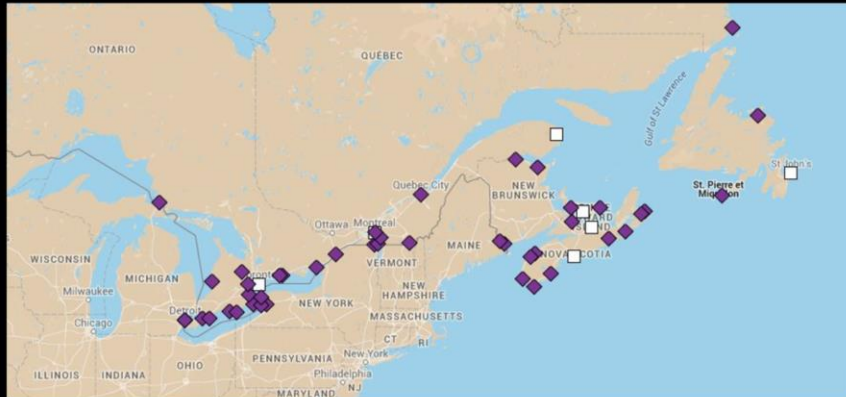 ONTARIO
QUÉBEC
Gulf of St Lawrence
St. John's
Quebec City
St. Pierre et
NEW
BRUNSWICK
Ottawa
Montreal
MAINE
WISCONSIN
VERMONT
MICHIGAN
NEW
HAMPSHIRE
Milwaukee
NEW YORK
MASSACHUSETTS
Detroit
Chicago
CT
RI
PENNSYLVANIA
New York
OHIO
Philadelphia
ILLINOIS
INDIANA
NJ
MARYLAND